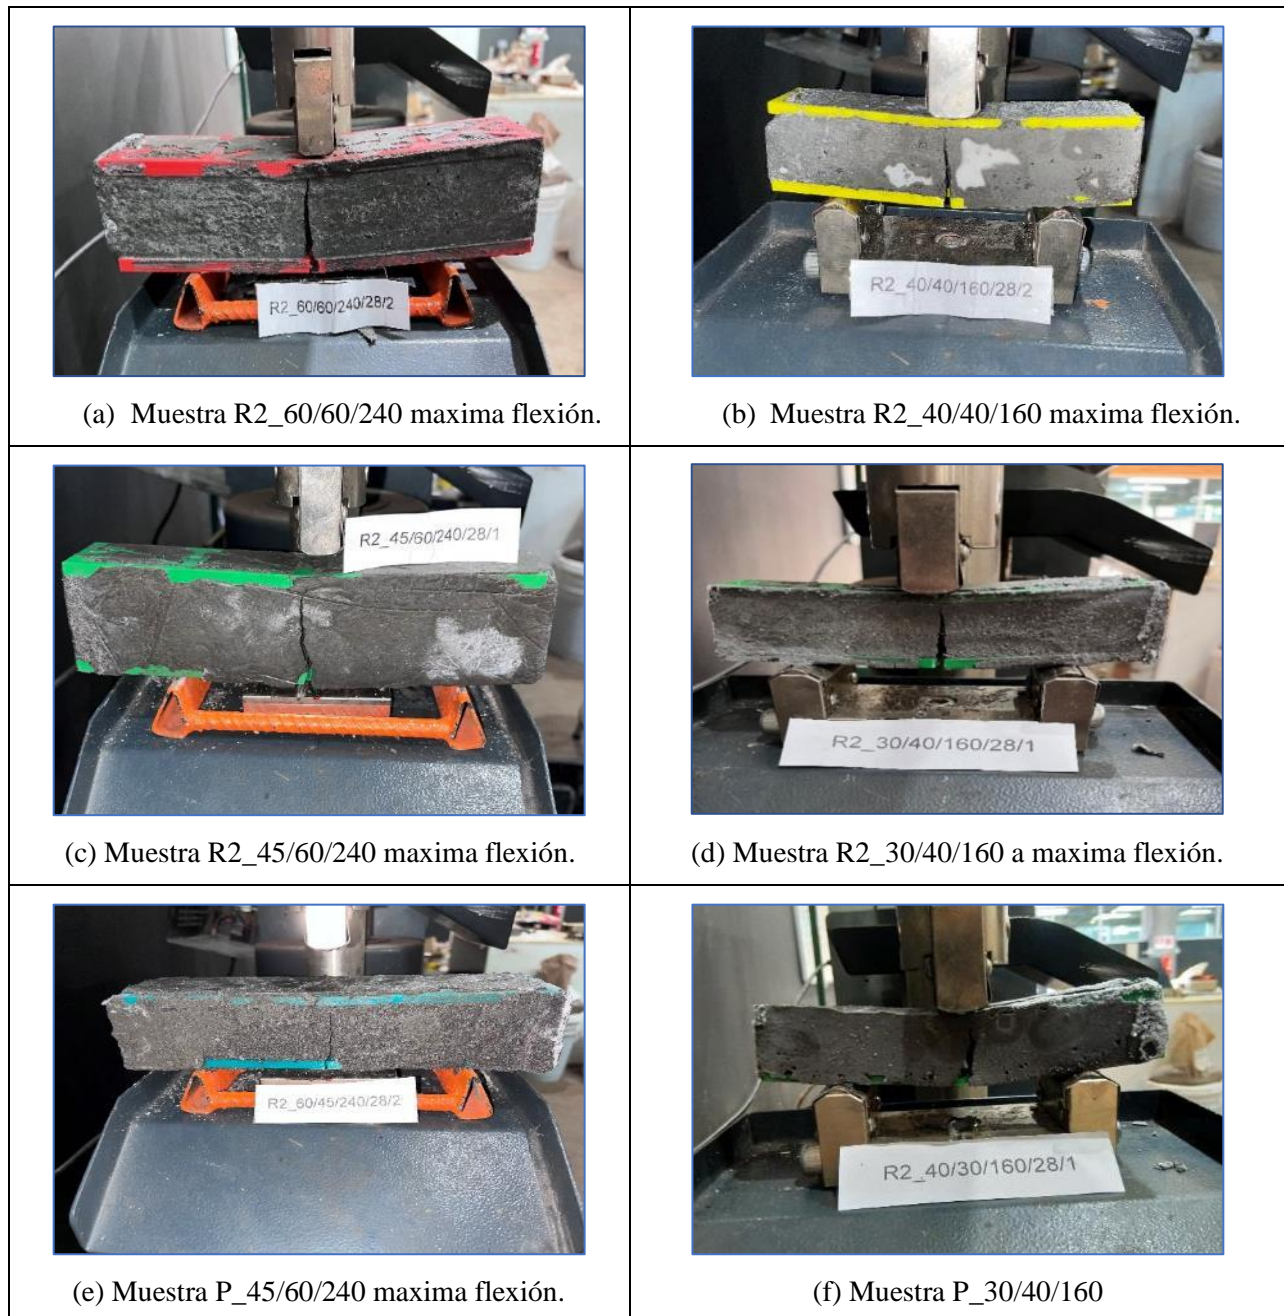 R2_60/60/240/28/2
R2_40/40/160/28/2
(a) Muestra R2_60/60/240 maxima flexión.
(b) Muestra R2_40/40/160 maxima flexión.
R2_45/60/240/28/1
R2_30/40/160/28/1
(c) Muestra R2_45/60/240 maxima flexión.
(d) Muestra R2_30/40/160 a maxima flexión.
R2_60/45/240/28/2
R2_40/30/160/28/1
(e) Muestra P_45/60/240 maxima flexión.
(f) Muestra P_30/40/160